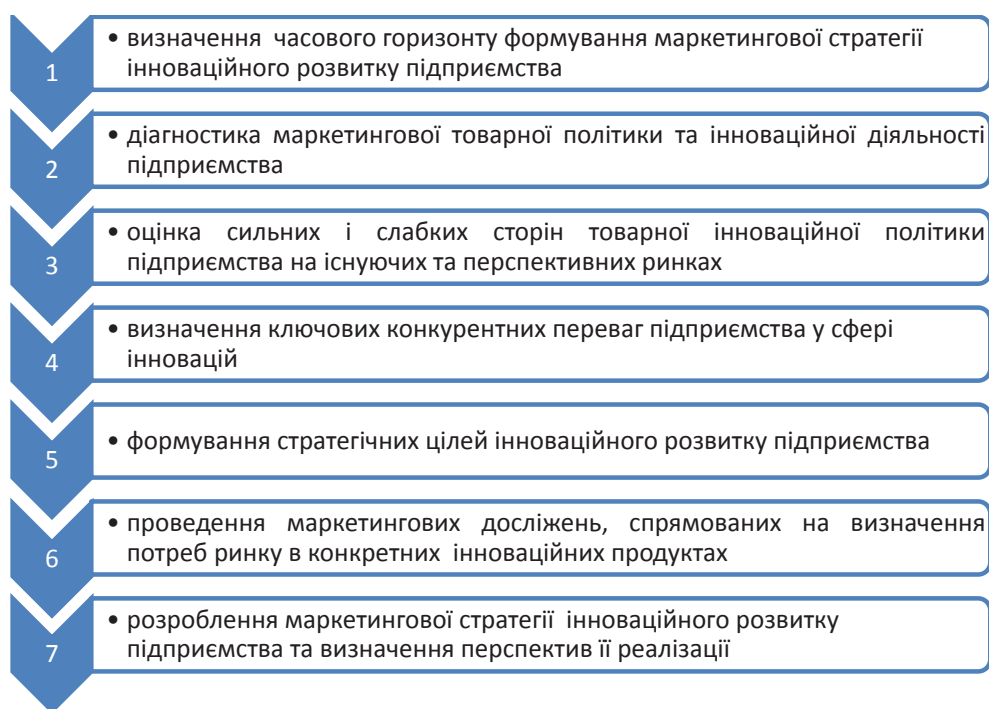 1
• визначення часового горизонту формування маркетингової стратегії
інноваційного розвитку підприємства
2
• діагностика маркетингової товарної політики та інноваційної діяльності
підприємства
3
• оцінка сильних і слабких сторін товарної інноваційної політики
підприємства на існуючих та перспективних ринках
4
• визначення ключових конкурентних переваг підприємства у сфері
інновацій
5
• формування стратегічних цілей інноваційного розвитку підприємства
6
• проведення маркетингових досліжень, спрямованих на визначення
потреб ринку в конкретних інноваційних продуктах
7
• розроблення маркетингової стратегії інноваційного розвитку
підприємства та визначення перспектив її реалізації